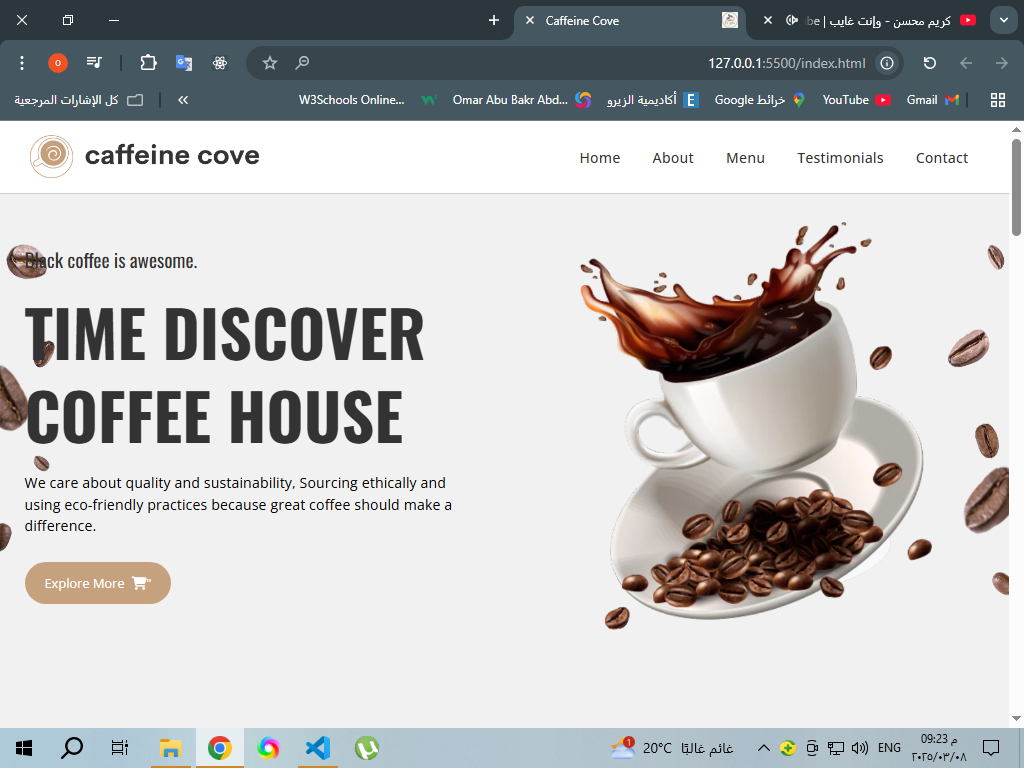 Caffeine Cove
كريم محسن - وإنت غايب | be
127.0.0.1:5500/index.html
o
Gmail
YouTube
خرائط Google
أكاديمية الزيرو
Omar Abu Bakr Abd...
W3Schools Online...
«
كل الإشارات المرجعية
caffeine cove
Home
About
Menu
Testimonials
Contact
Black coffee is awesome.
TIME DISCOVER
COFFEE HOUSE
We care about quality and sustainability, Sourcing ethically and
using eco-friendly practices because great coffee should make a
difference.
Explore More
1
20°C غائم غالبًا
ENG
09:23 م
٢٠٢٥/٠٣/٠٨